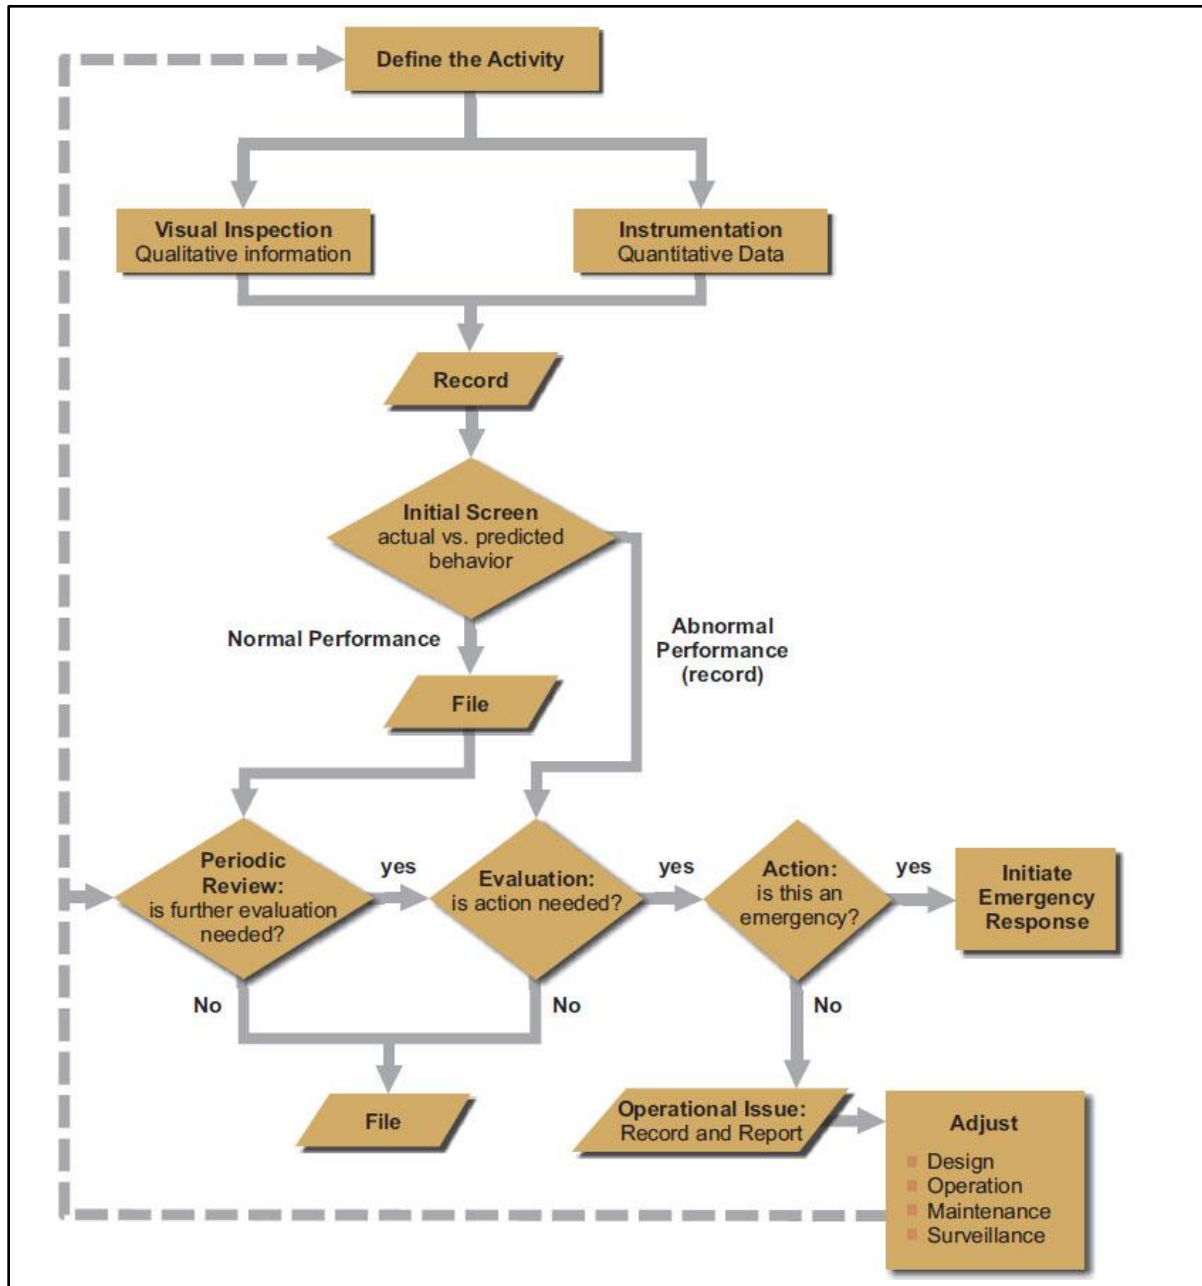 Define the Activity
Visual Inspection
Qualitative information
Instrumentation
Quantitative Data
Record
Initial Screen
actual vs. predicted
behavior
Normal Performance
Abnormal
Performance
(record)
File
Periodic
Review:
is further evaluation
needed?
yes
Evaluation:
is action needed?
yes
Action:
is this an
emergency?
yes
Initiate
Emergency
Response
No
No
No
File
Operational Issue:
Record and Report
Adjust
Design
Operation
Maintenance
Surveillance